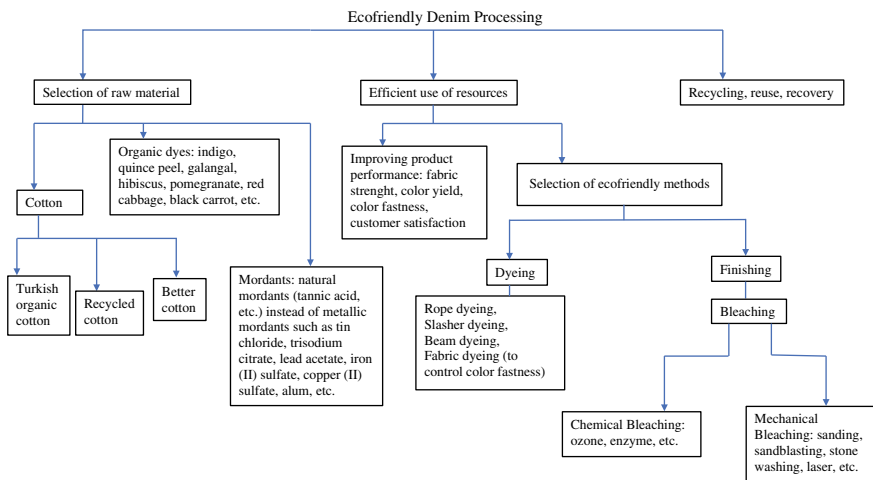 Ecofriendly Denim Processing
Selection of raw material
Efficient use of resources
Recycling, reuse, recovery
Organic dyes: indigo,
quince peel, galangal,
hibiscus, pomegranate, red
cabbage, black carrot, etc.
Improving product
performance: fabric
strenght, color yield,
color fastness,
customer satisfaction
Selection of ecofriendly methods
Cotton
Turkish
organic
cotton
Recycled
cotton
Better
cotton
Mordants: natural
mordants (tannic acid,
etc.) instead of metallic
mordants such as tin
chloride, trisodium
citrate, lead acetate, iron
(II) sulfate, copper (II)
sulfate, alum, etc.
Dyeing
Finishing
Rope dyeing,
Slasher dyeing,
Beam dyeing,
Fabric dyeing (to
control color fastness)
Bleaching
Chemical Bleaching:
ozone, enzyme, etc.
Mechanical
Bleaching: sanding,
sandblasting, stone
washing, laser, etc.